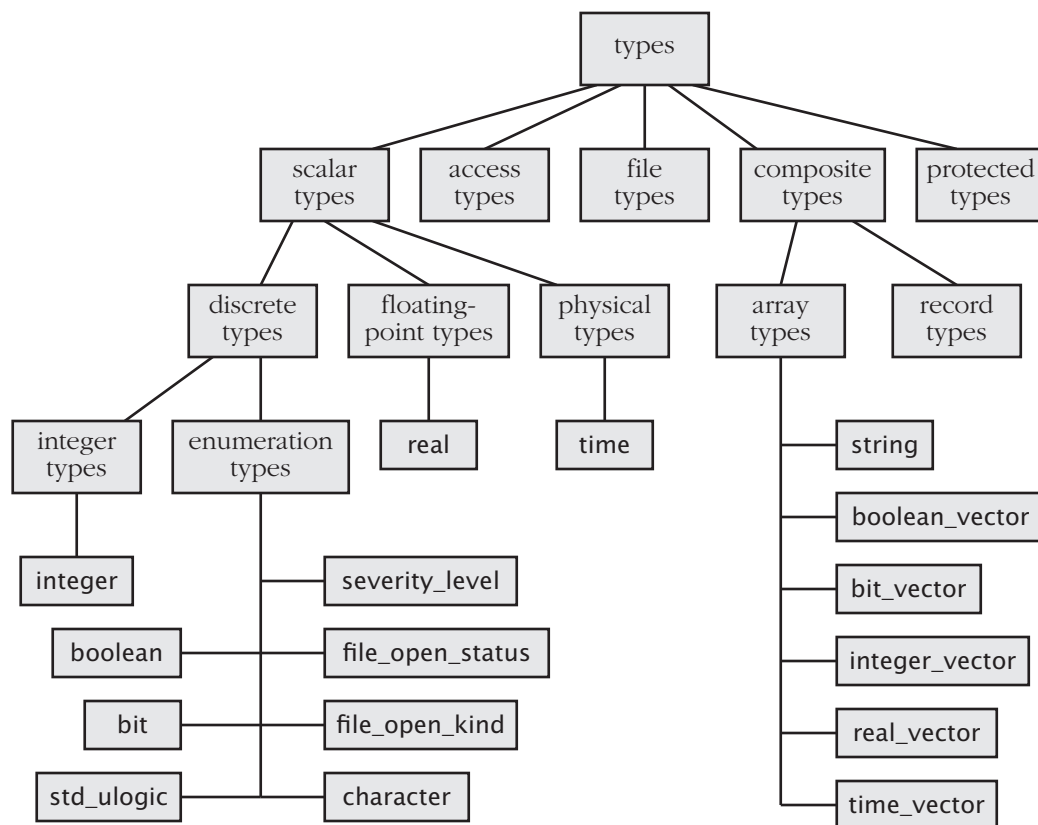 types
scalar
types
access
types
file
types
composite
types
protected
types
discrete
types
floating-
point types
physical
types
array
types
record
types
integer
types
enumeration
types
real
time
string
boolean_vector
integer
severity_level
bit_vector
boolean
file_open_status
integer_vector
bit
file_open_kind
real_vector
std_ulogic
character
time_vector